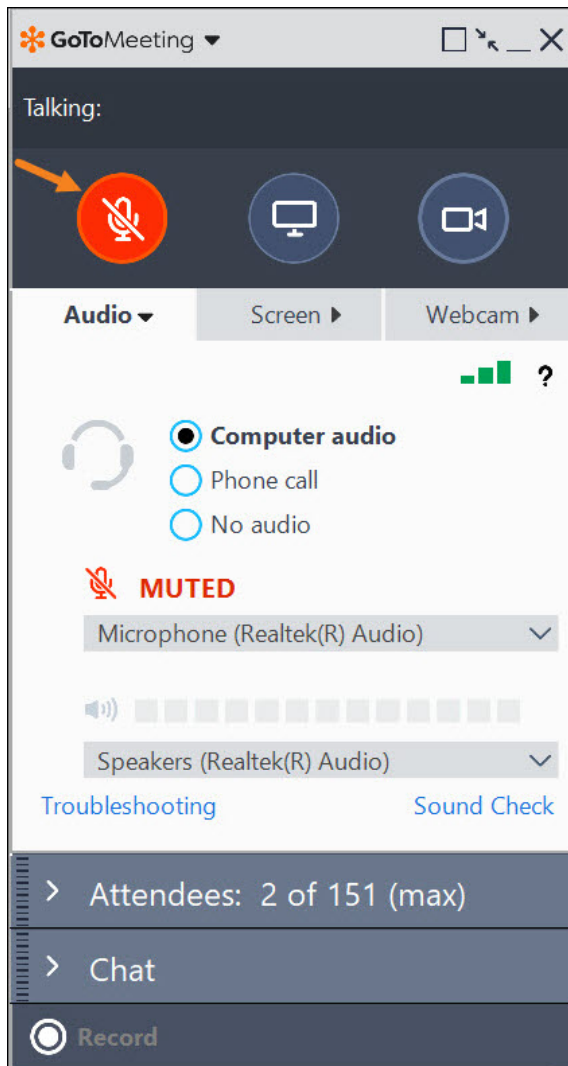 GoToMeeting
Talking:
Audio Screen Webcam
?
Computer audio
Phone call
No audio
MUTED
Microphone (Realtek(R) Audio)
Speakers (Realtek(R) Audio)
Troubleshooting Sound Check
Attendees: 2 of 151 (max)
Chat
Record